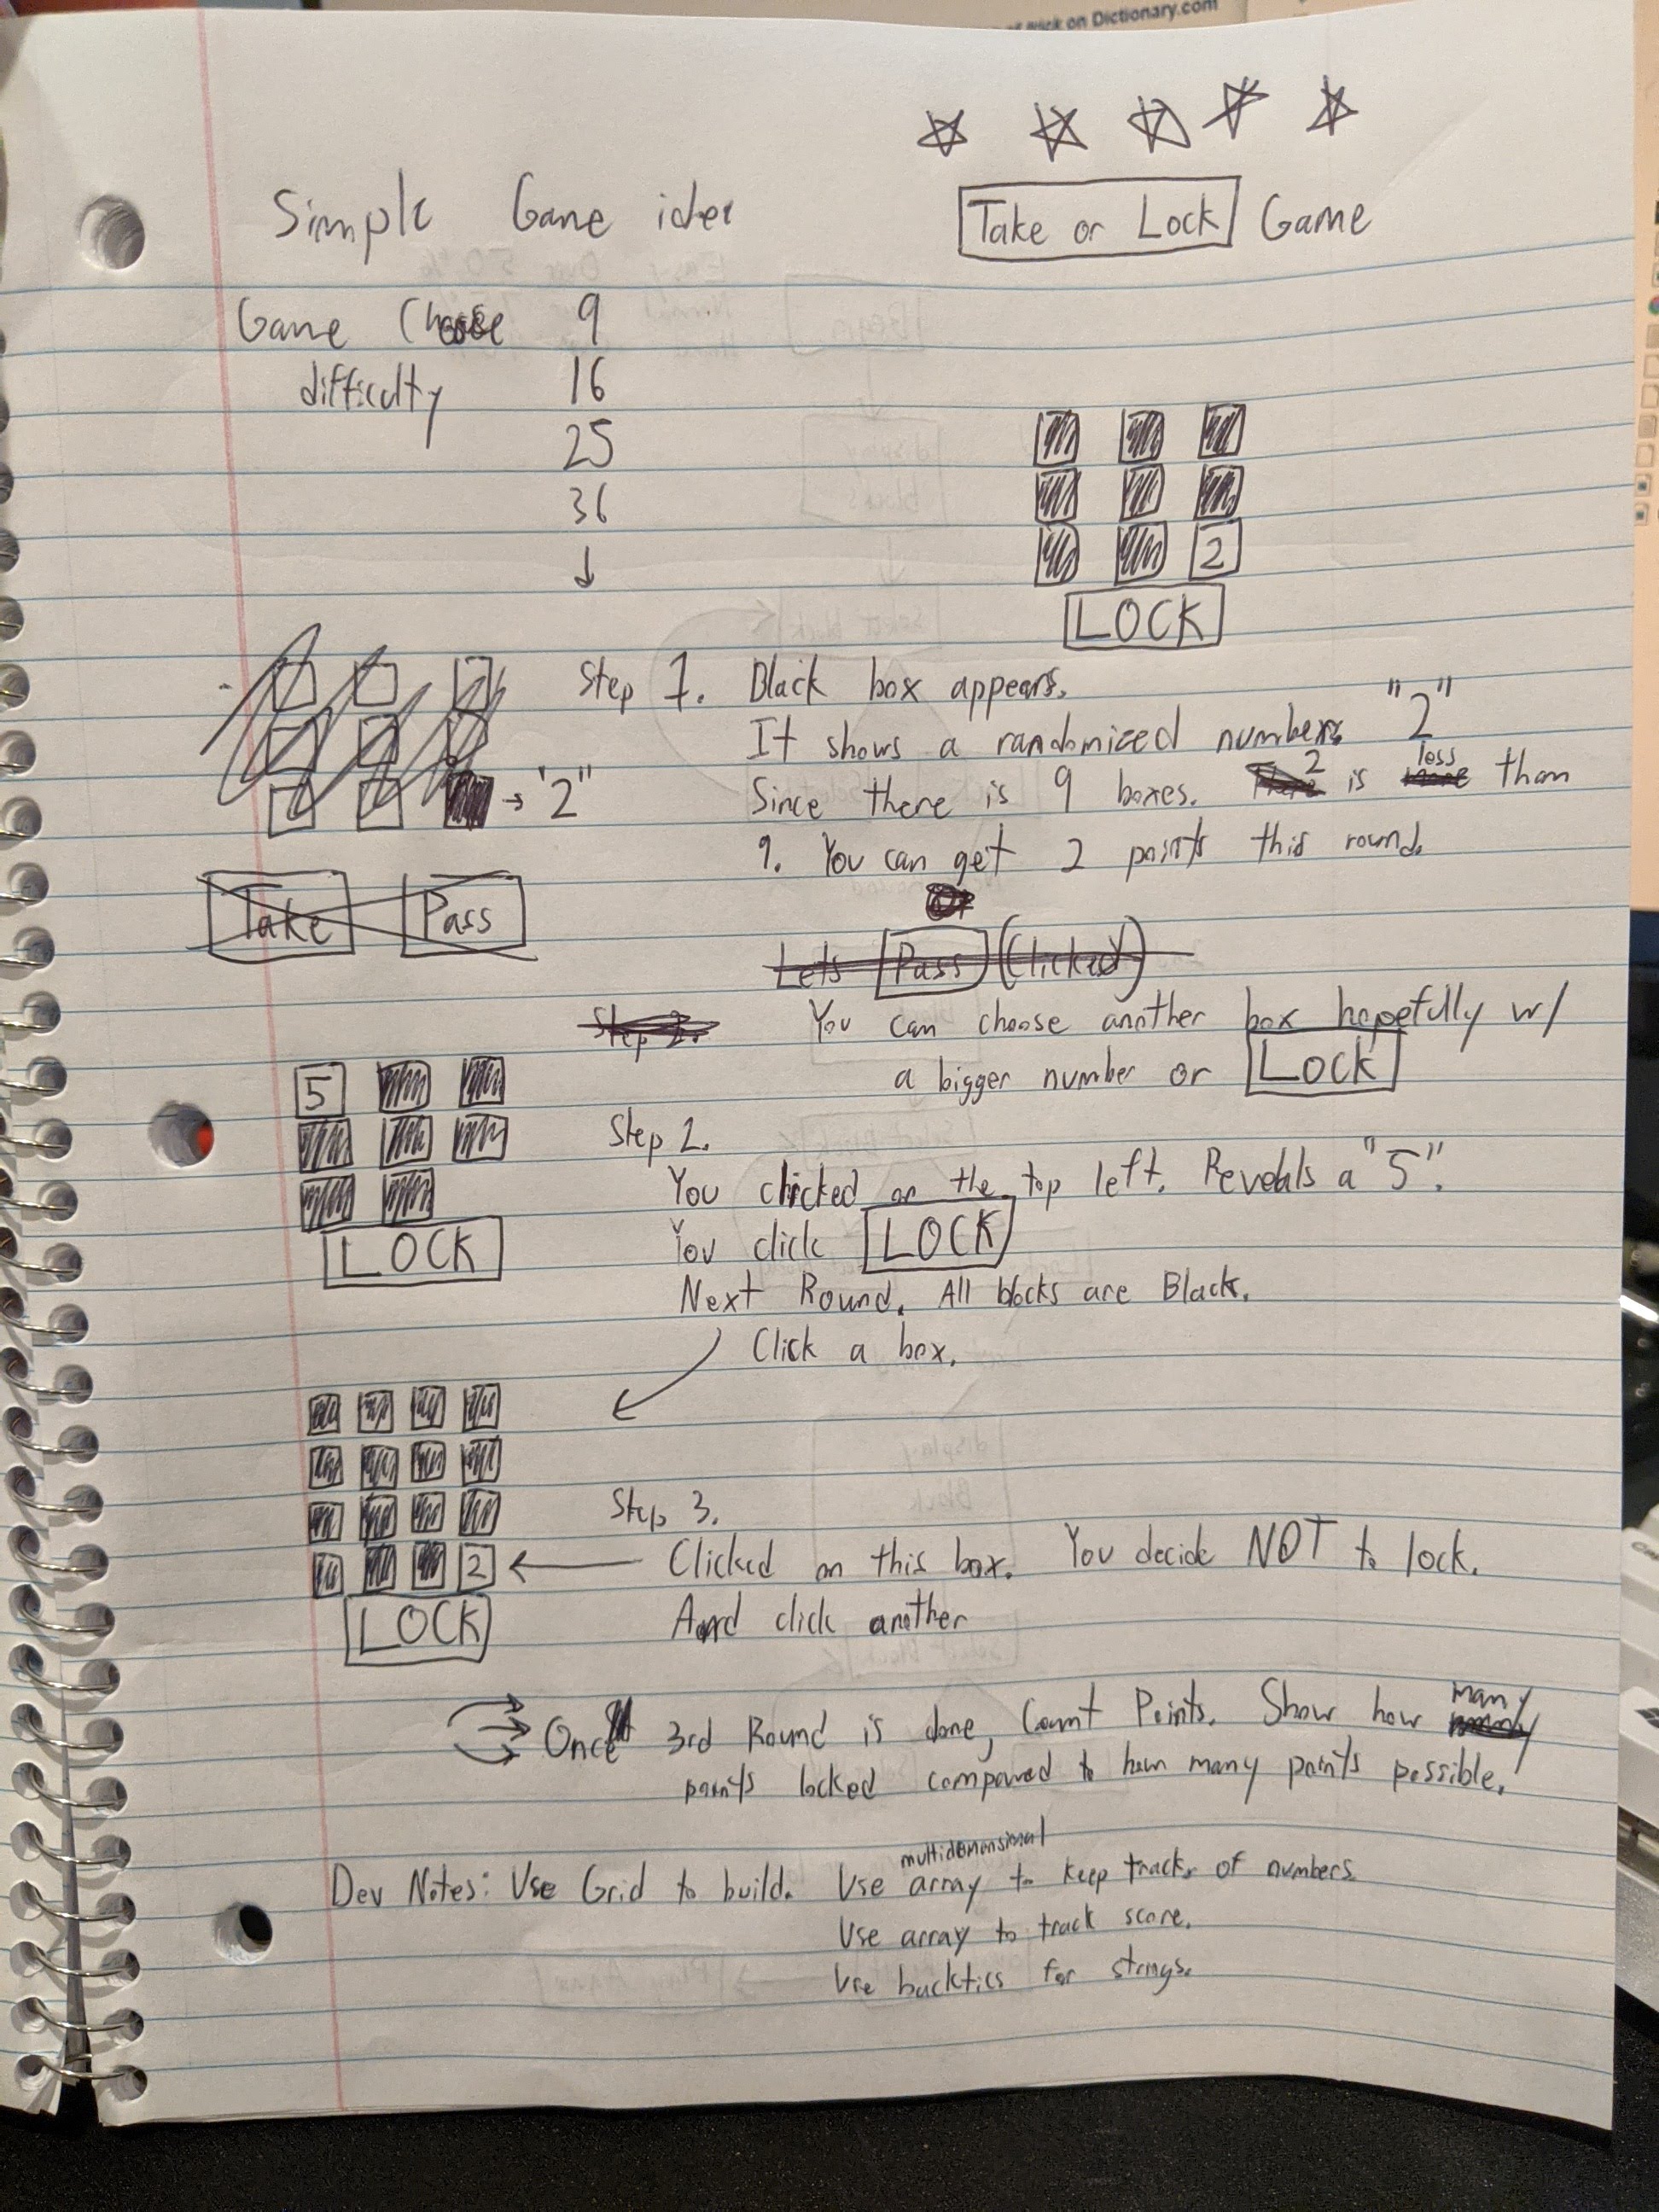 on Dictionary.com
Simple Game idea
Take or Lock Game
Game Choose 9
difficulty 16
25
36
2
LOCK
Step 1. Black box appears.
It shows a randomized number "2"
Since there is 9 boxes. 2 is less than
9. You can get 2 points this round.
→ "2"
Take Pass
or
Lets Pass (Clicked)
Step 2.
You can choose another box hopefully w/
a bigger number or LOCK
5
LOCK
Step 2.
You clicked on the top left. Reveals a "5".
You click LOCK
Next Round. All blocks are Black.
Click a box.
Step 3.
2 ← Clicked on this box. You decide NOT to lock.
And click another
LOCK
Once 3rd Round is done, Count Points. Show how many
points locked compared to how many points possible.
Dev Notes: Use Grid to build. Use multidemonsimal array to keep track of numbers.
Use array to track score.
Use backtics for strings.